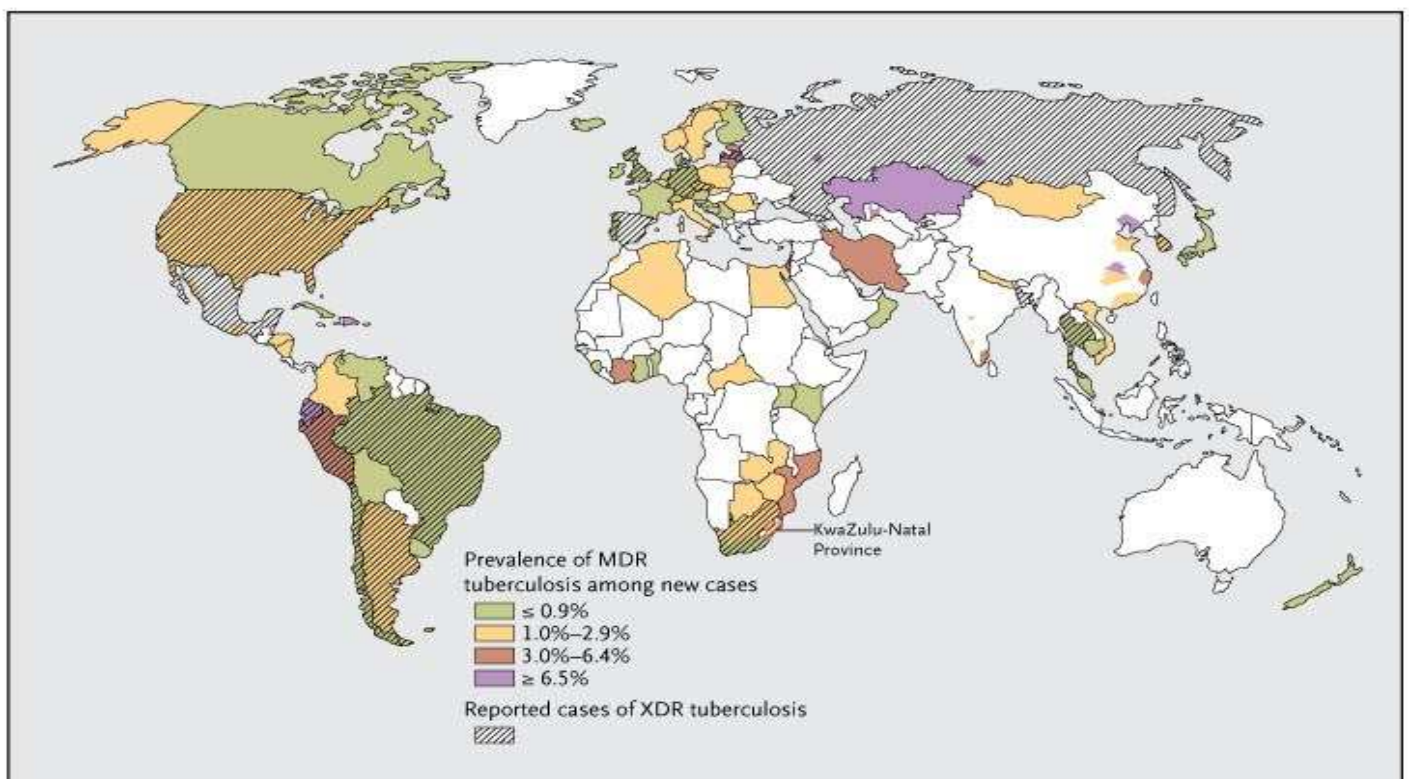 KwaZulu-Natal
Province
Prevalence of MDR
tuberculosis among new cases
≤ 0.9%
1.0%–2.9%
3.0%–6.4%
≥ 6.5%
Reported cases of XDR tuberculosis